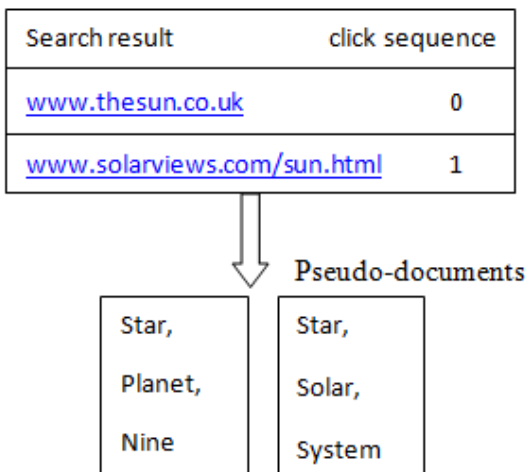 Search result click sequence
www.thesun.co.uk 0
www.solarviews.com/sun.html 1
Pseudo-documents
Star, Star,
Planet, Solar,
Nine System